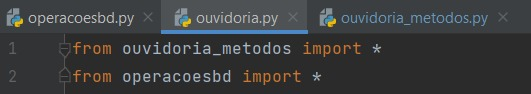 operacoesbd.py ouvidoria.py ouvidoria_metodos.py
1 from ouvidoria_metodos import *
2 from operacoesbd import *